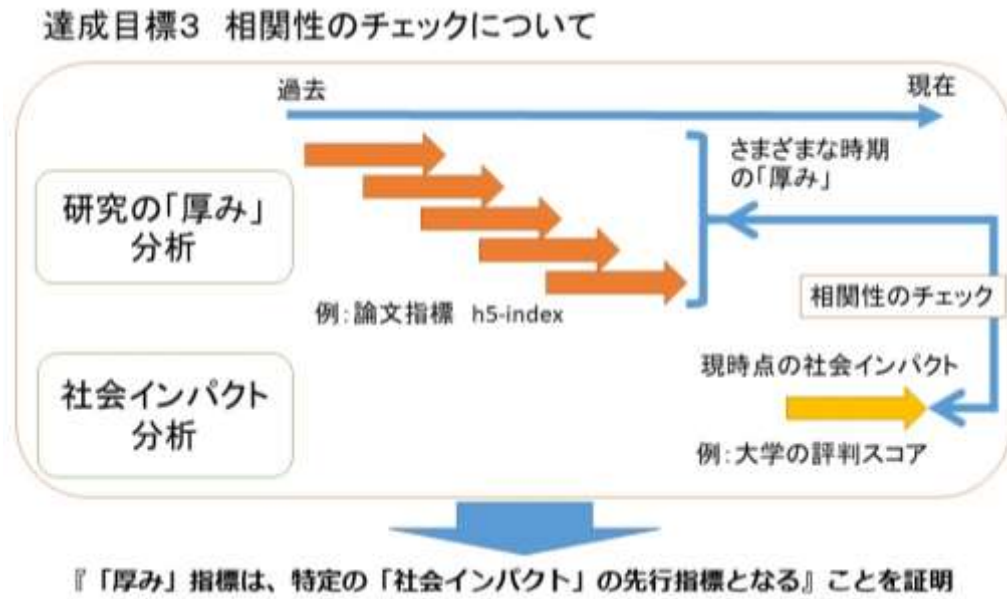 達成目標3 相関性のチェックについて
過去
現在
さまざまな時期
の「厚み」
研究の「厚み」
分析
例:論文指標 h5-index
相関性のチェック
社会インパクト
分析
現時点の社会インパクト
例:大学の評判スコア
『「厚み」指標は、特定の「社会インパクト」の先行指標となる』ことを証明